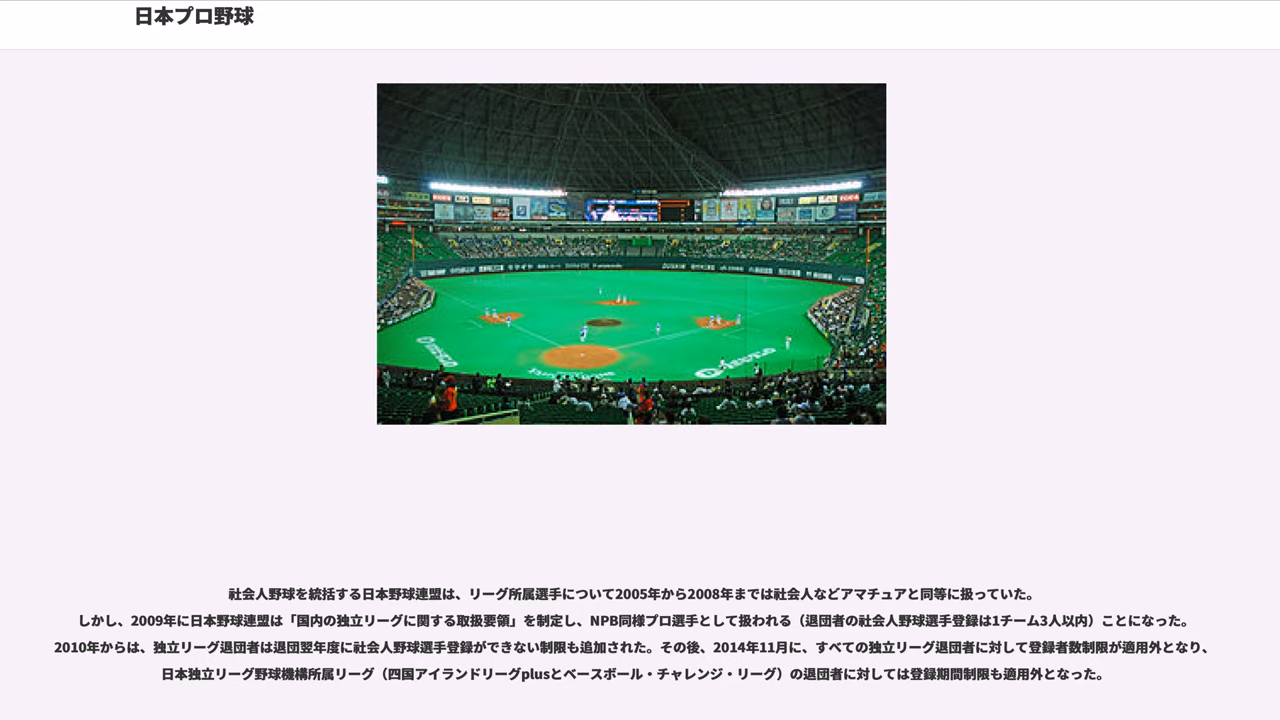 日本プロ野球
社会人野球を統括する日本野球連盟は、リーグ所属選手について2005年から2008年までは社会人などアマチュアと同等に扱っていた。
しかし、2009年に日本野球連盟は「国内の独立リーグに関する取扱要領」を制定し、NPB同様プロ選手として扱われる（退団者の社会人野球選手登録は1チーム3人以内）ことになった。
2010年からは、独立リーグ退団者は退団翌年度に社会人野球選手登録ができない制限も追加された。その後、2014年11月に、すべての独立リーグ退団者に対して登録者数制限が適用外となり、
日本独立リーグ野球機構所属リーグ（四国アイランドリーグplusとベースボール・チャレンジ・リーグ）の退団者に対しては登録期間制限も適用外となった。